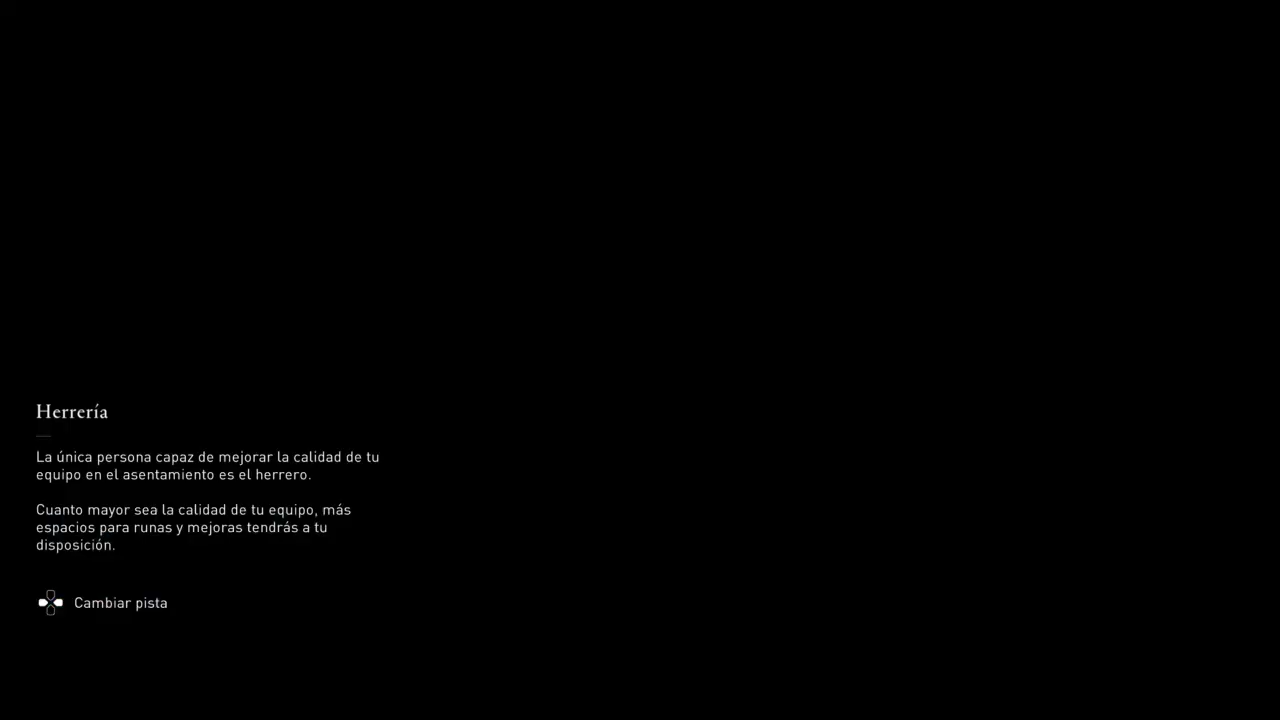 Herrería
La única persona capaz de mejorar la calidad de tu
equipo en el asentamiento es el herrero.
Cuanto mayor sea la calidad de tu equipo, más
espacios para runas y mejoras tendrás a tu
disposición.
Cambiar pista